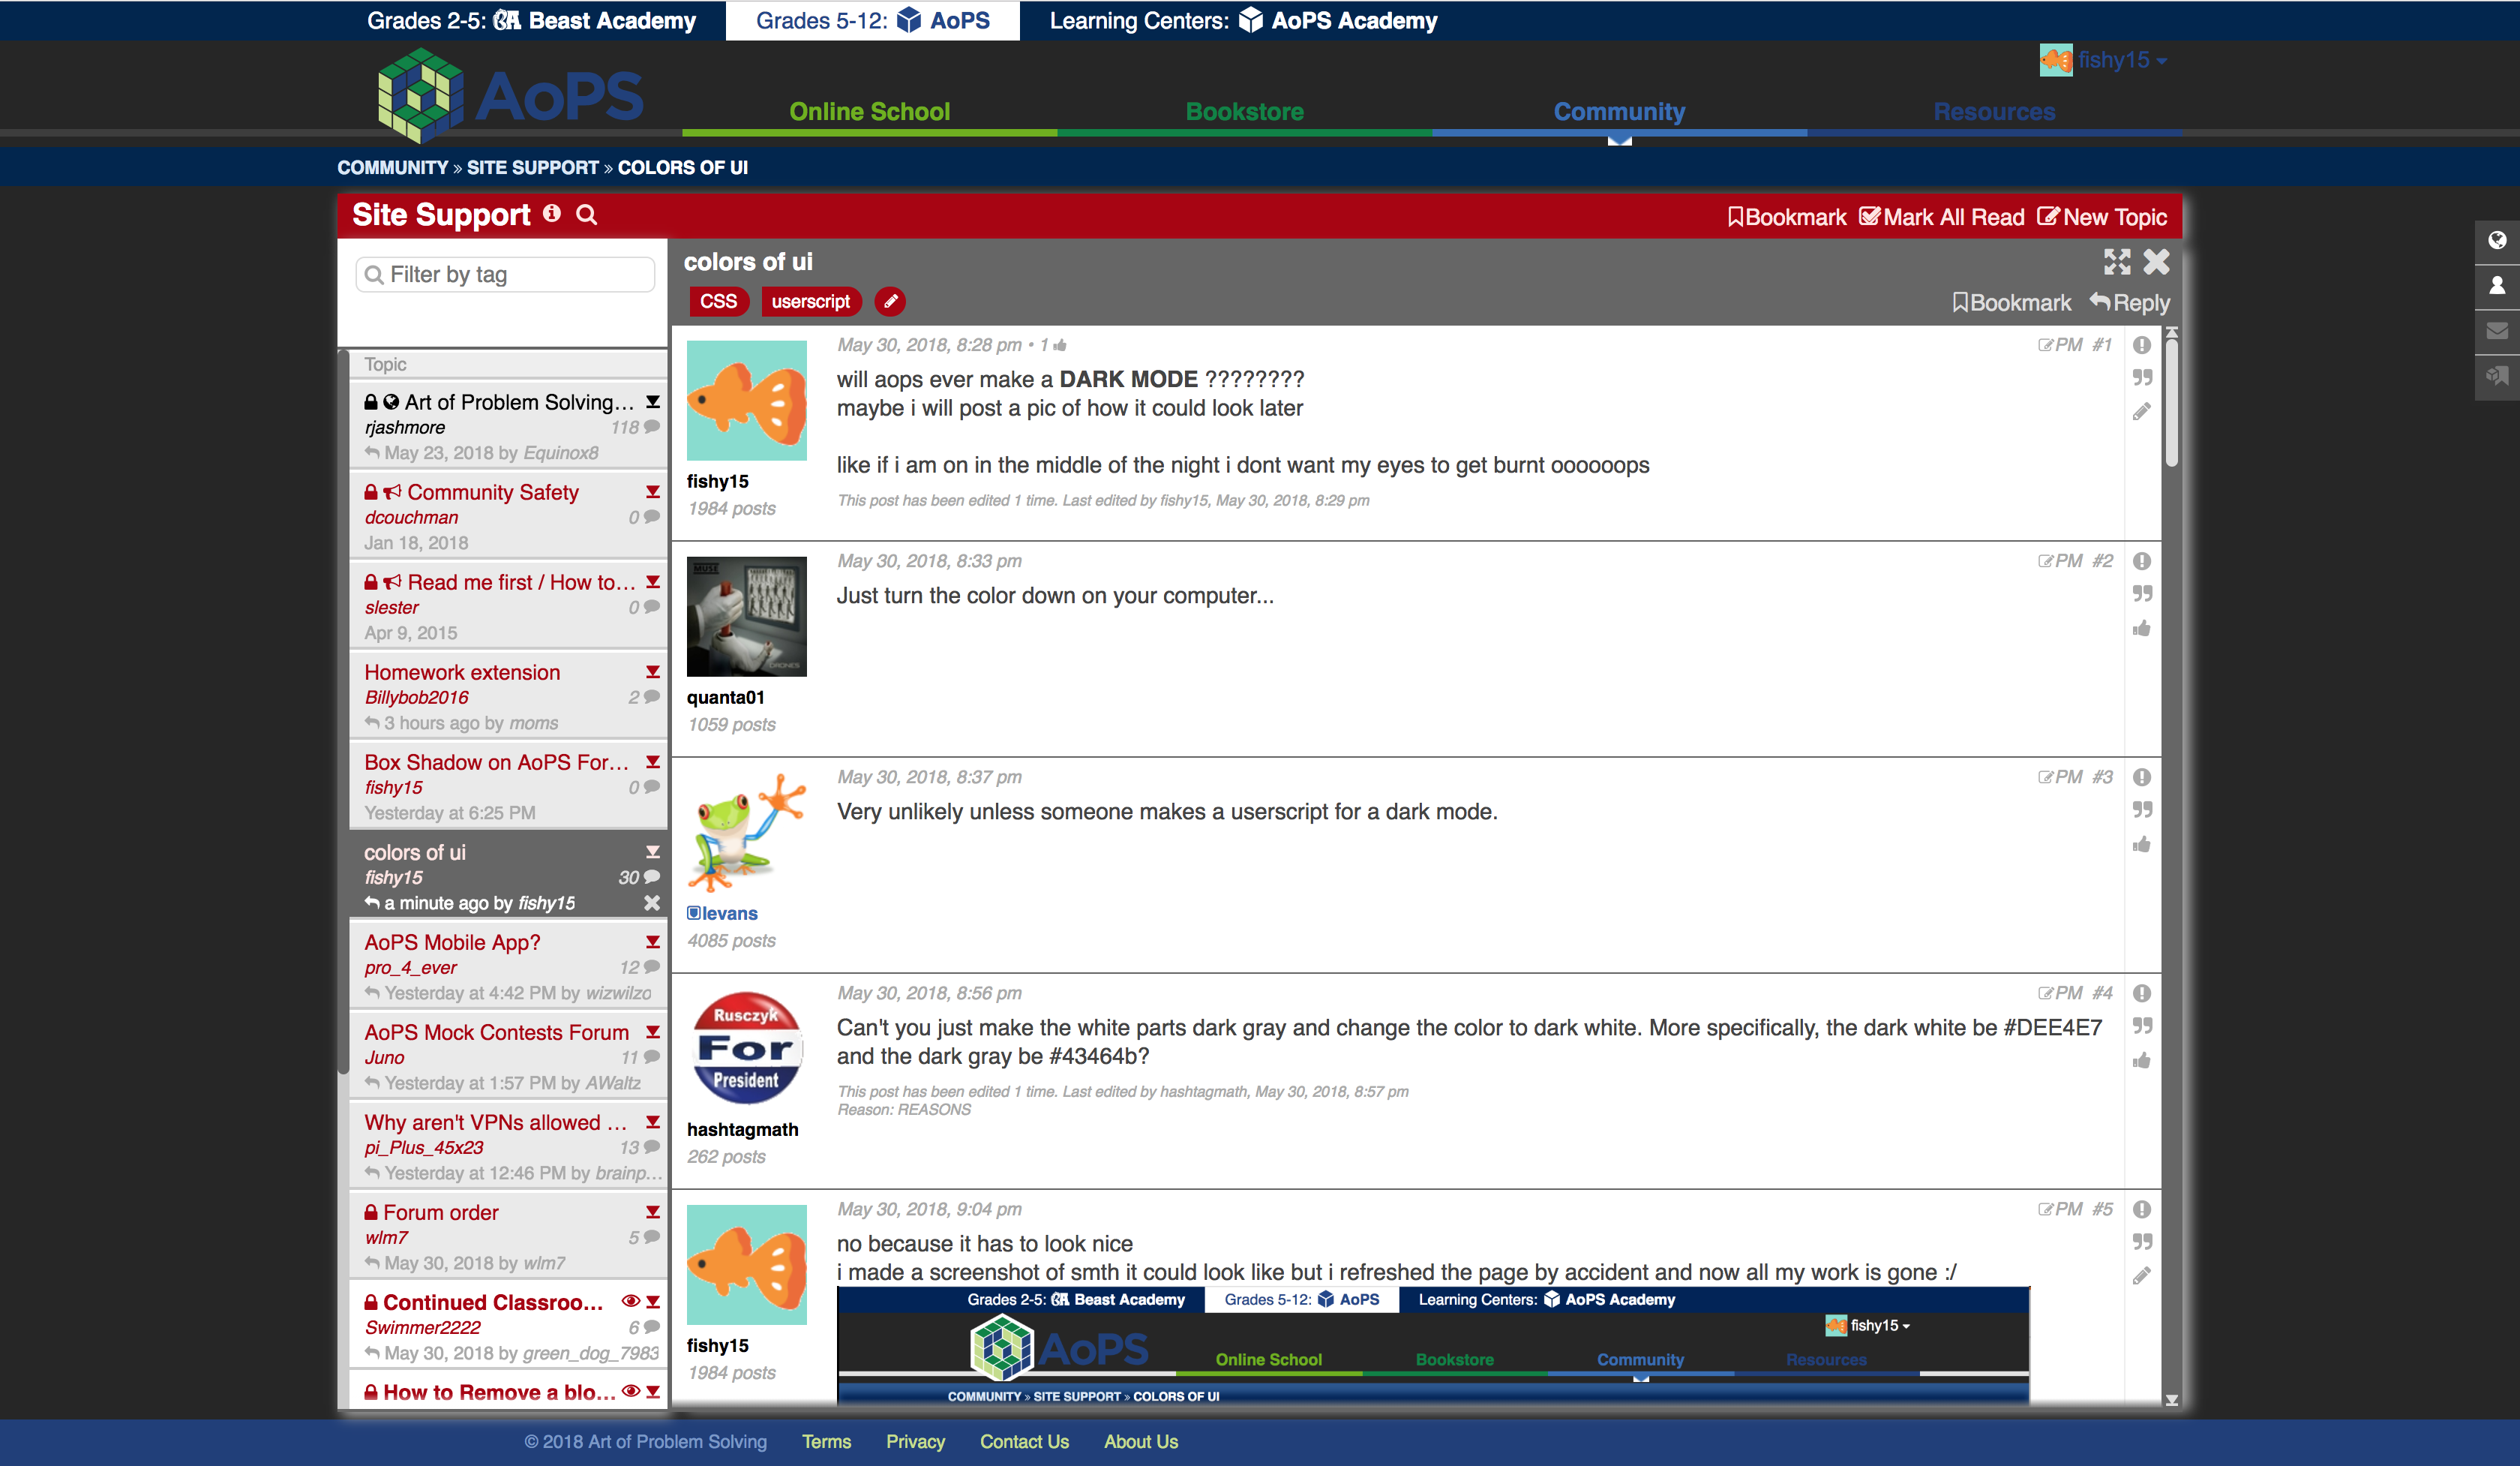 Grades 2-5: BA Beast Academy
Grades 5-12: AoPS
Learning Centers: AoPS Academy
AoPS
fishy15
Online School
Bookstore
Community
Resources
COMMUNITY » SITE SUPPORT » COLORS OF UI
Site Support
Bookmark
Mark All Read
New Topic
Filter by tag
Topic
Art of Problem Solving...
rjashmore 118
May 23, 2018 by Equinox8
Community Safety
dcouchman 0
Jan 18, 2018
Read me first / How to...
slester 0
Apr 9, 2015
Homework extension
Billybob2016 2
3 hours ago by moms
Box Shadow on AoPS For...
fishy15 0
Yesterday at 6:25 PM
colors of ui
fishy15 30
a minute ago by fishy15
AoPS Mobile App?
pro_4_ever 12
Yesterday at 4:42 PM by wizwilzo
AoPS Mock Contests Forum
Juno 11
Yesterday at 1:57 PM by AWaltz
Why aren't VPNs allowed ...
pi_Plus_45x23 13
Yesterday at 12:46 PM by brainp...
Forum order
wlm7 5
May 30, 2018 by wlm7
Continued Classroo...
Swimmer2222 6
May 30, 2018 by green_dog_7983
How to Remove a blo...
colors of ui
CSS userscript
Bookmark
Reply
May 30, 2018, 8:28 pm • 1
PM #1
will aops ever make a DARK MODE ????????
maybe i will post a pic of how it could look later
like if i am on in the middle of the night i dont want my eyes to get burnt oooooops
This post has been edited 1 time. Last edited by fishy15, May 30, 2018, 8:29 pm
fishy15
1984 posts
May 30, 2018, 8:33 pm
PM #2
Just turn the color down on your computer...
MUSE
DRONES
quanta01
1059 posts
May 30, 2018, 8:37 pm
PM #3
Very unlikely unless someone makes a userscript for a dark mode.
levans
4085 posts
May 30, 2018, 8:56 pm
PM #4
Can't you just make the white parts dark gray and change the color to dark white. More specifically, the dark white be #DEE4E7
and the dark gray be #43464b?
This post has been edited 1 time. Last edited by hashtagmath, May 30, 2018, 8:57 pm
Reason: REASONS
Rusczyk
For
President
hashtagmath
262 posts
May 30, 2018, 9:04 pm
PM #5
no because it has to look nice
i made a screenshot of smth it could look like but i refreshed the page by accident and now all my work is gone :/
fishy15
1984 posts
Grades 2-5: BA Beast Academy
Grades 5-12: AoPS
Learning Centers: AoPS Academy
AoPS
fishy15
Online School
Bookstore
Community
Resources
COMMUNITY » SITE SUPPORT » COLORS OF UI
© 2018 Art of Problem Solving
Terms
Privacy
Contact Us
About Us